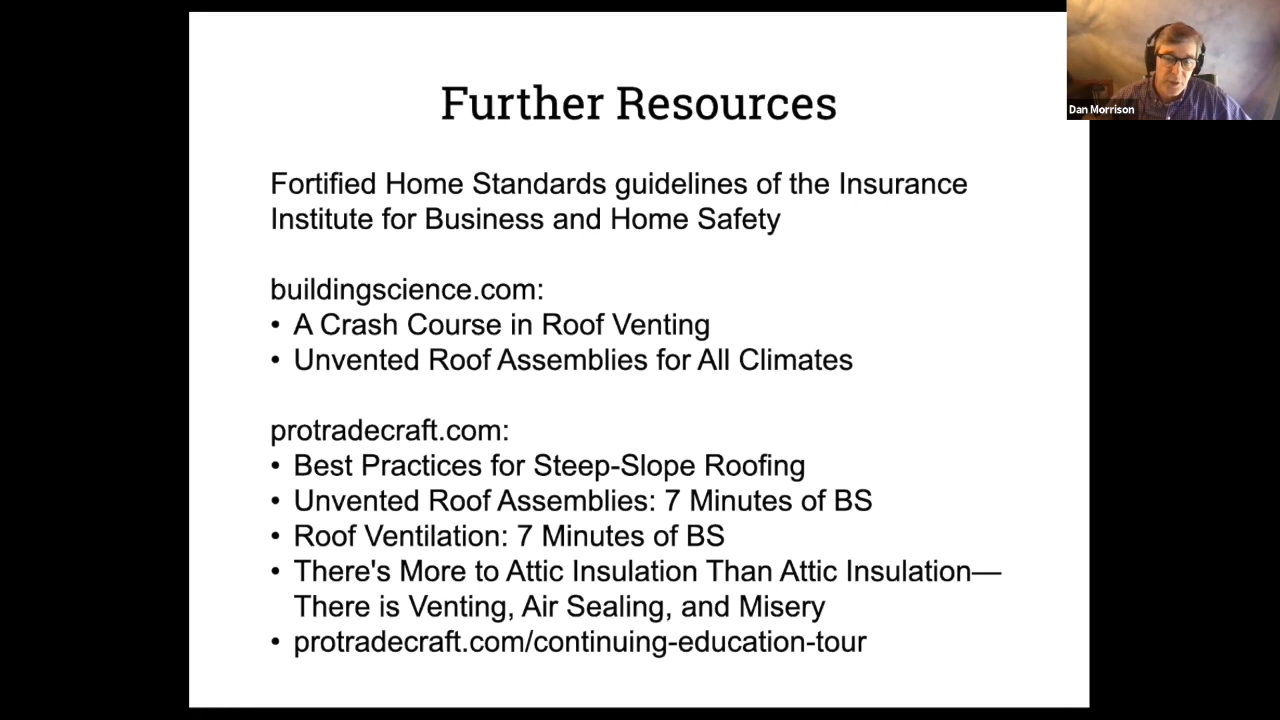 Further Resources
Dan Morrison
Fortified Home Standards guidelines of the Insurance
Institute for Business and Home Safety
buildingscience.com:
• A Crash Course in Roof Venting
• Unvented Roof Assemblies for All Climates
protradecraft.com:
• Best Practices for Steep-Slope Roofing
• Unvented Roof Assemblies: 7 Minutes of BS
• Roof Ventilation: 7 Minutes of BS
• There's More to Attic Insulation Than Attic Insulation—
There is Venting, Air Sealing, and Misery
• protradecraft.com/continuing-education-tour